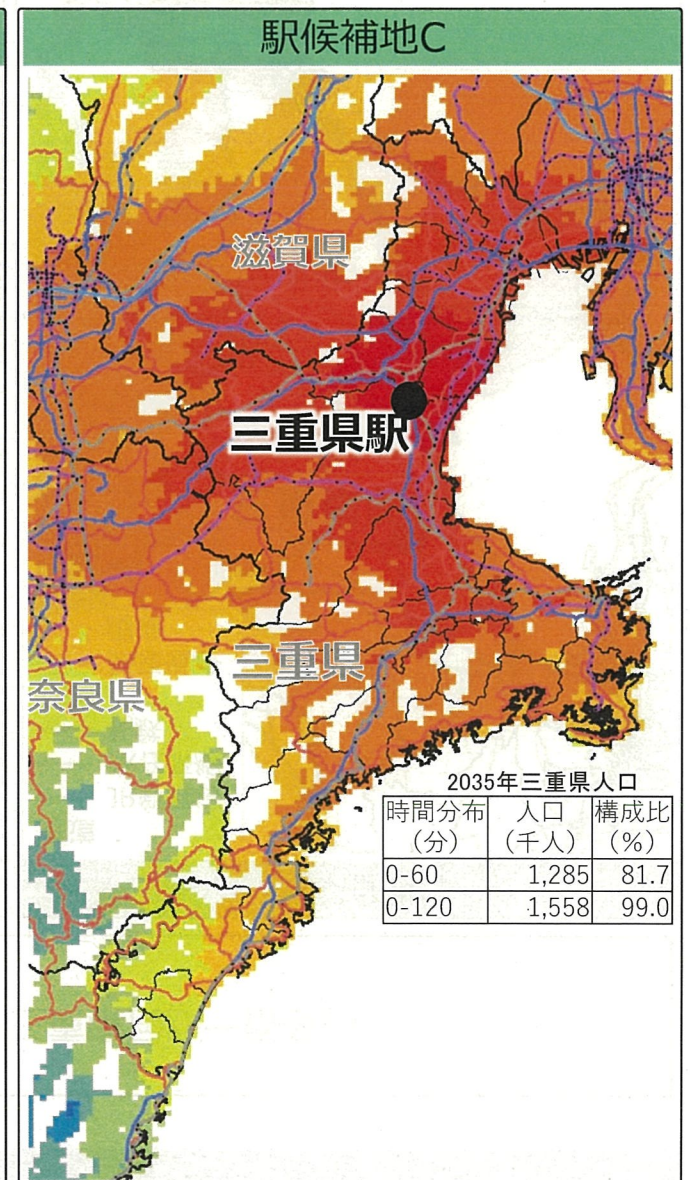 駅候補地C
滋賀県
三重県駅
三重県
奈良県
2035年三重県人口
時間分布（分） 人口（千人） 構成比（%）
0-60 1,285 81.7
0-120 1,558 99.0